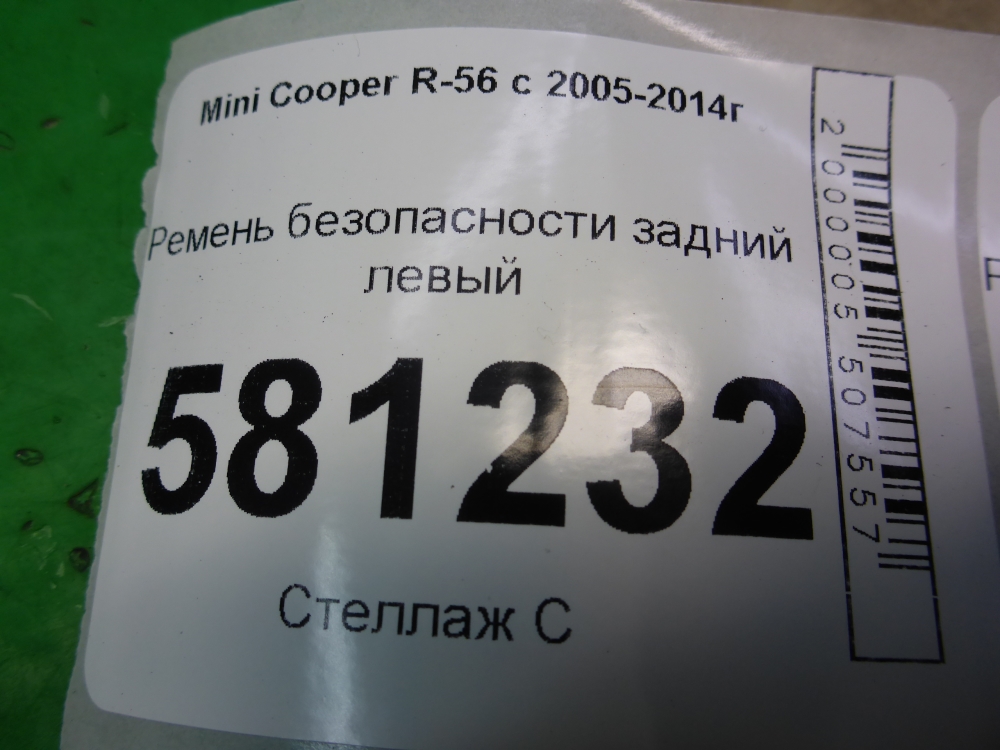 Mini Cooper R-56 с 2005-2014г
Ремень безопасности задний
левый
581232
Стеллаж С
2000005507557